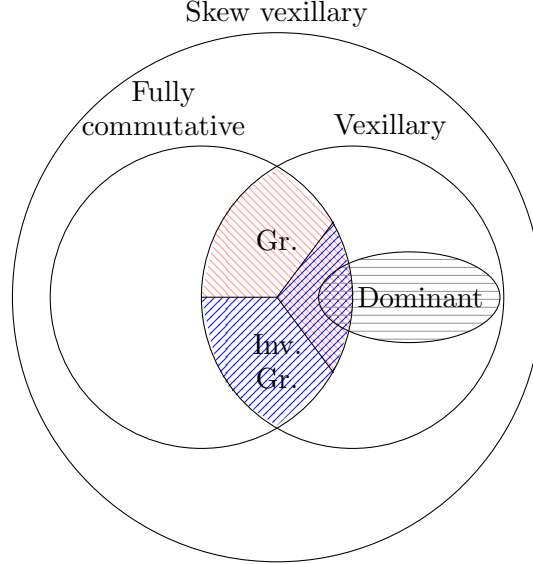 Skew vexillary
Fully
commutative
Vexillary
Gr.
Dominant
Inv.
Gr.